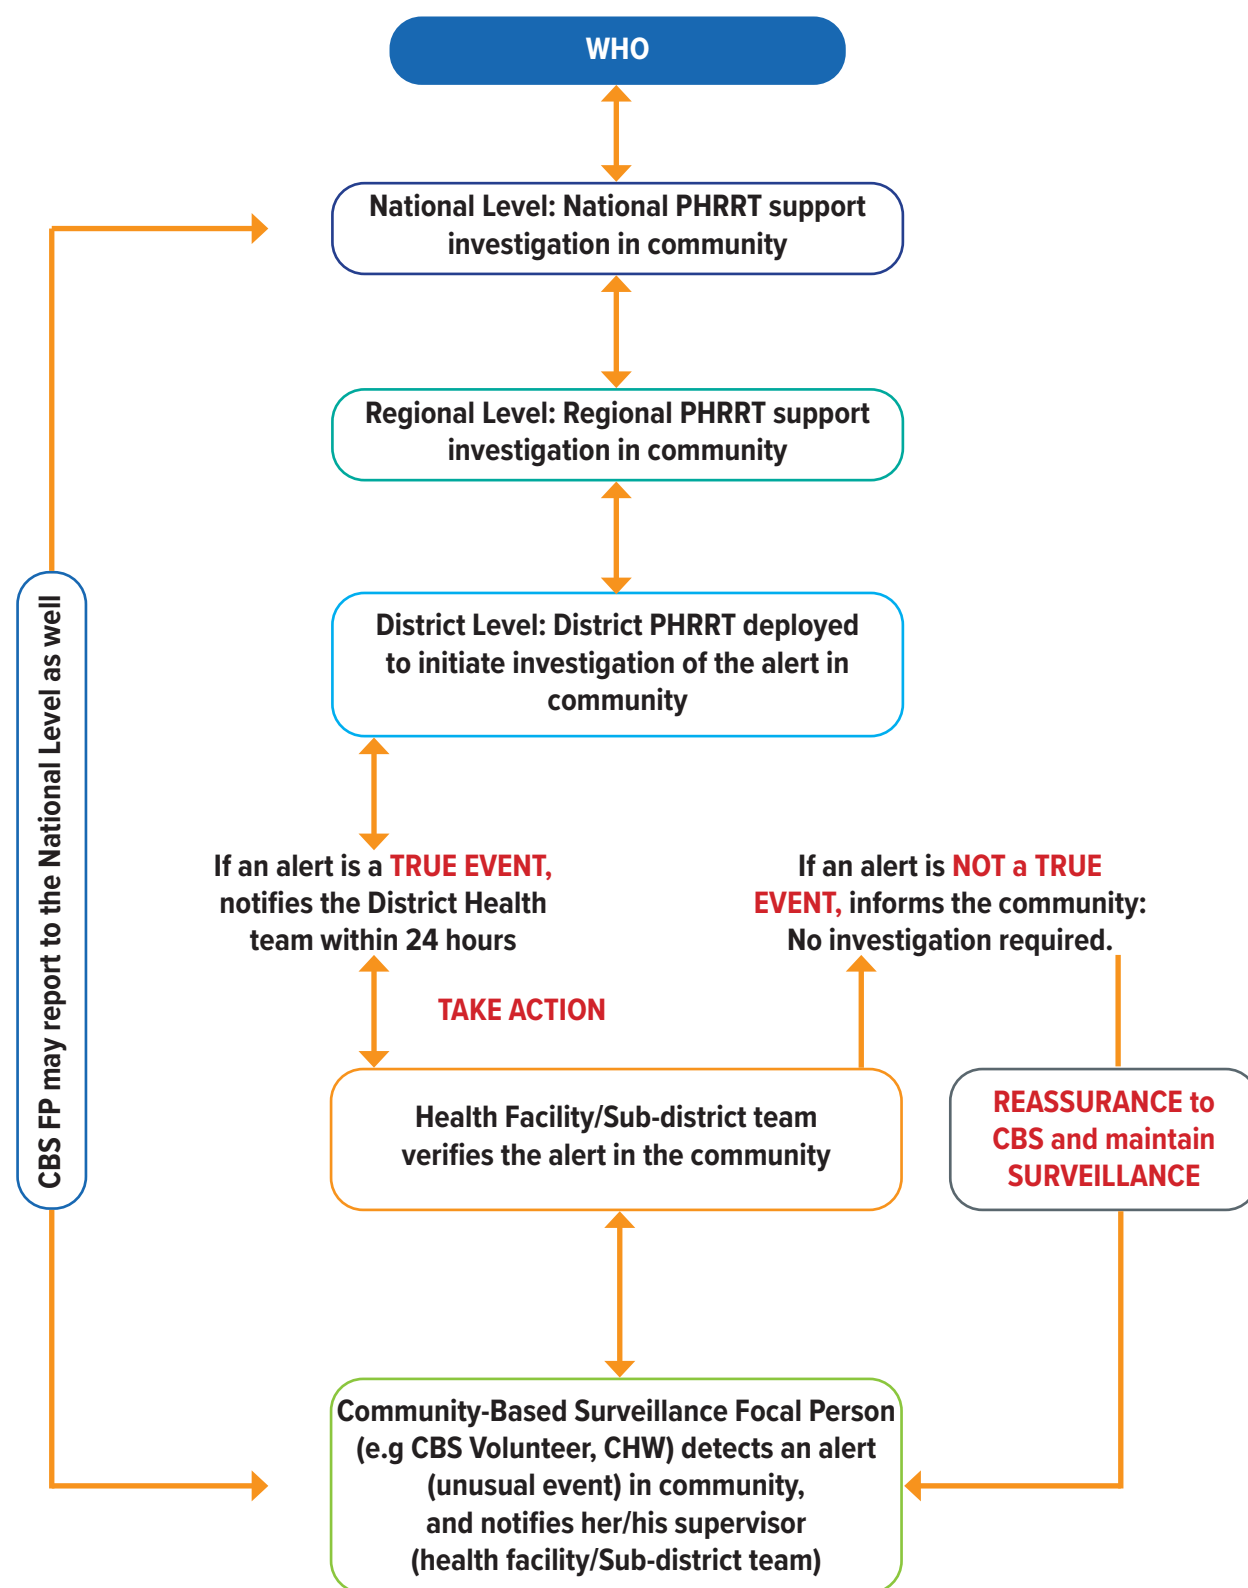 WHO
National Level: National PHRRT support
investigation in community
Regional Level: Regional PHRRT support
investigation in community
CBS FP may report to the National Level as well
District Level: District PHRRT deployed
to initiate investigation of the alert in
community
If an alert is a TRUE EVENT,
notifies the District Health
team within 24 hours
If an alert is NOT a TRUE
EVENT, informs the community:
No investigation required.
TAKE ACTION
Health Facility/Sub-district team
verifies the alert in the community
REASSURANCE to
CBS and maintain
SURVEILLANCE
Community-Based Surveillance Focal Person
(e.g CBS Volunteer, CHW) detects an alert
(unusual event) in community,
and notifies her/his supervisor
(health facility/Sub-district team)